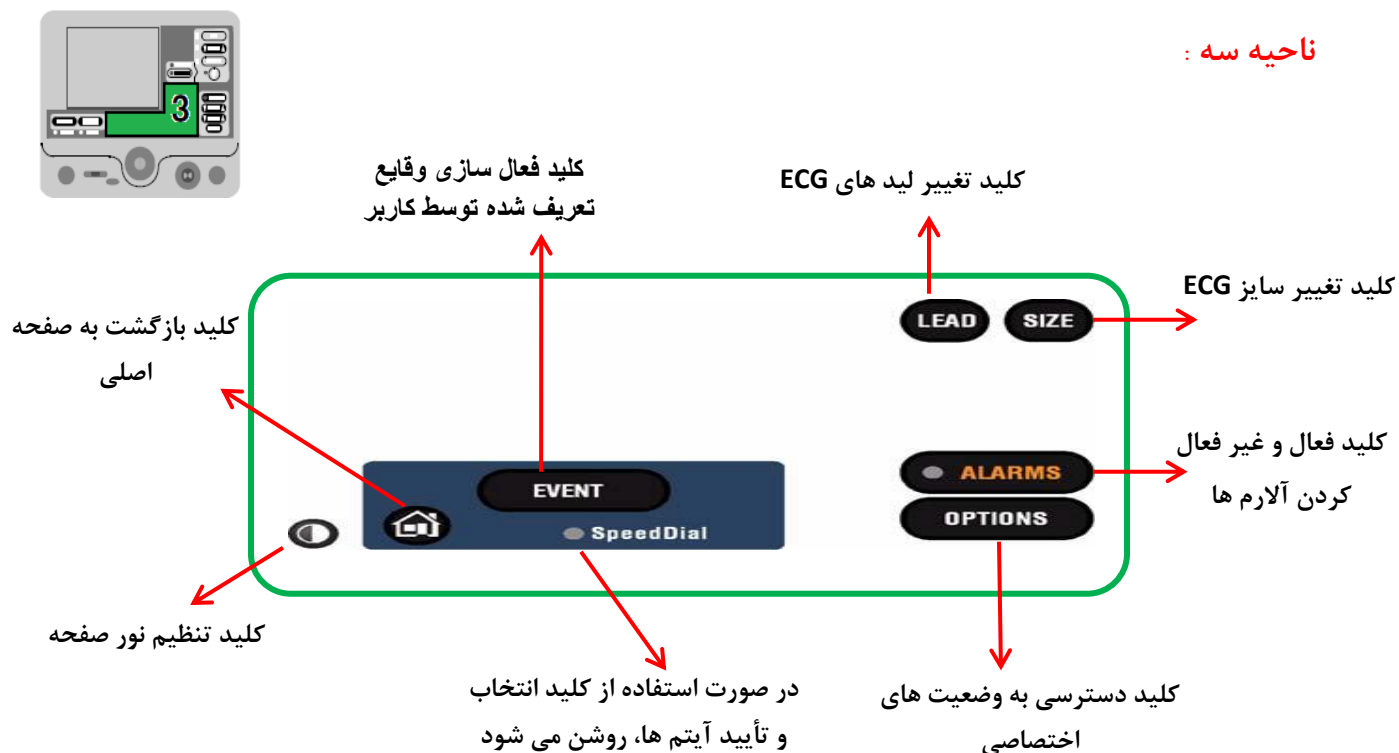 ناحیه سه :
3
کلید فعال سازی وقایع
تعریف شده توسط کاربر
کلید تغییر لید های ECG
کلید تغییر سایز ECG
کلید بازگشت به صفحه
اصلی
LEAD
SIZE
کلید فعال و غیر فعال
کردن آلارم ها
EVENT
ALARMS
SpeedDial
OPTIONS
کلید تنظیم نور صفحه
در صورت استفاده از کلید انتخاب
و تأیید آیتم ها، روشن می شود
کلید دسترسی به وضعیت های
اختصاصی